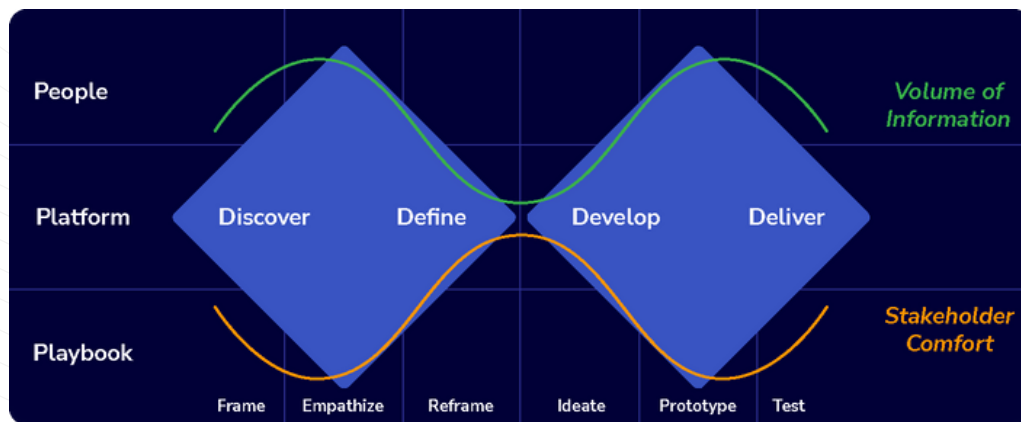 People
Volume of
Information
Platform
Discover
Define
Develop
Deliver
Playbook
Stakeholder
Comfort
Frame
Empathize
Reframe
Ideate
Prototype
Test